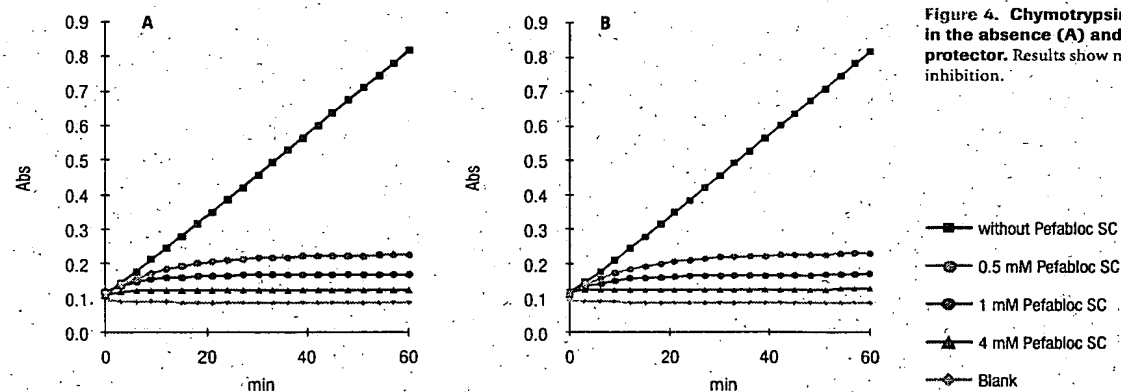 A
Abs
0.9
0.8
0.7
0.6
0.5
0.4
0.3
0.2
0.1
0.0
0 20 40 60
min
B
Abs
0.9
0.8
0.7
0.6
0.5
0.4
0.3
0.2
0.1
0.0
0 20 40 60
min
Figure 4. Chymotrypsin
in the absence (A) and
protector. Results show n
inhibition.
without Pefabloc SC
0.5 mM Pefabloc SC
1 mM Pefabloc SC
4 mM Pefabloc SC
Blank